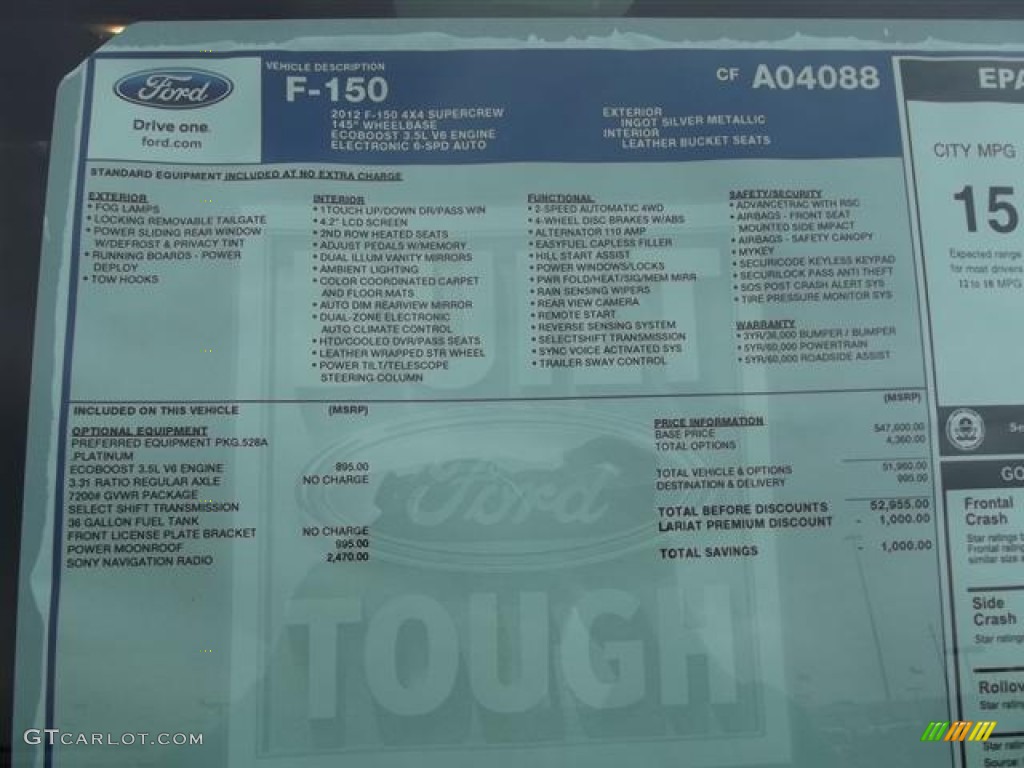 Ford
Drive one.
ford.com
VEHICLE DESCRIPTION
F-150
2012 F-150 4X4 SUPERCREW
145" WHEELBASE
ECOBOOST 3.5L V6 ENGINE
ELECTRONIC 6-SPD AUTO
CF A04088
EXTERIOR
INGOT SILVER METALLIC
INTERIOR
LEATHER BUCKET SEATS
STANDARD EQUIPMENT INCLUDED AT NO EXTRA CHARGE
EXTERIOR
• FOG LAMPS
• LOCKING REMOVABLE TAILGATE
• POWER SLIDING REAR WINDOW
W/DEFROST & PRIVACY TINT
• RUNNING BOARDS - POWER
DEPLOY
• TOW HOOKS
INTERIOR
• 1TOUCH UP/DOWN DR/PASS WIN
• 4.2" LCD SCREEN
• 2ND ROW HEATED SEATS
• ADJUST PEDALS W/MEMORY
• DUAL ILLUM VANITY MIRRORS
• AMBIENT LIGHTING
• COLOR COORDINATED CARPET
AND FLOOR MATS
• AUTO DIM REARVIEW MIRROR
• DUAL-ZONE ELECTRONIC
AUTO CLIMATE CONTROL
• HTD/COOLED DVR/PASS SEATS
• LEATHER WRAPPED STR WHEEL
• POWER TILT/TELESCOPE
STEERING COLUMN
FUNCTIONAL
• 2-SPEED AUTOMATIC 4WD
• 4-WHEEL DISC BRAKES W/ABS
• ALTERNATOR 110 AMP
• EASYFUEL CAPLESS FILLER
• HILL START ASSIST
• POWER WINDOWS/LOCKS
• PWR FOLD/HEAT/SIG/MEM MIRR
• RAIN SENSING WIPERS
• REAR VIEW CAMERA
• REMOTE START
• REVERSE SENSING SYSTEM
• SELECTSHIFT TRANSMISSION
• SYNC VOICE ACTIVATED SYS
• TRAILER SWAY CONTROL
SAFETY/SECURITY
• ADVANCETRAC WITH RSC
• AIRBAGS - FRONT SEAT
MOUNTED SIDE IMPACT
• AIRBAGS - SAFETY CANOPY
• MYKEY
• SECURICODE KEYLESS KEYPAD
• SECURILOCK PASS ANTI THEFT
• SOS POST CRASH ALERT SYS
• TIRE PRESSURE MONITOR SYS
WARRANTY
• 3YR/36,000 BUMPER / BUMPER
• 5YR/60,000 POWERTRAIN
• 5YR/60,000 ROADSIDE ASSIST
INCLUDED ON THIS VEHICLE (MSRP)
OPTIONAL EQUIPMENT
PREFERRED EQUIPMENT PKG.528A
.PLATINUM
ECOBOOST 3.5L V6 ENGINE 895.00
3.31 RATIO REGULAR AXLE NO CHARGE
7200# GVWR PACKAGE
SELECT SHIFT TRANSMISSION
36 GALLON FUEL TANK
FRONT LICENSE PLATE BRACKET NO CHARGE
POWER MOONROOF 995.00
SONY NAVIGATION RADIO 2,470.00
(MSRP)
PRICE INFORMATION
BASE PRICE $47,600.00
TOTAL OPTIONS 4,360.00
TOTAL VEHICLE & OPTIONS 51,960.00
DESTINATION & DELIVERY 995.00
TOTAL BEFORE DISCOUNTS 52,955.00
LARIAT PREMIUM DISCOUNT - 1,000.00
TOTAL SAVINGS - 1,000.00
Ford
TOUGH
EPA
CITY MPG
15
Expected range
for most drivers
12 to 18 MPG
GO
Frontal
Crash
Star ratings
Frontal rating
similar size
Side
Crash
Star ratings
Rollov
Star ratin
Star rati
Source:
GTCARLOT.COM